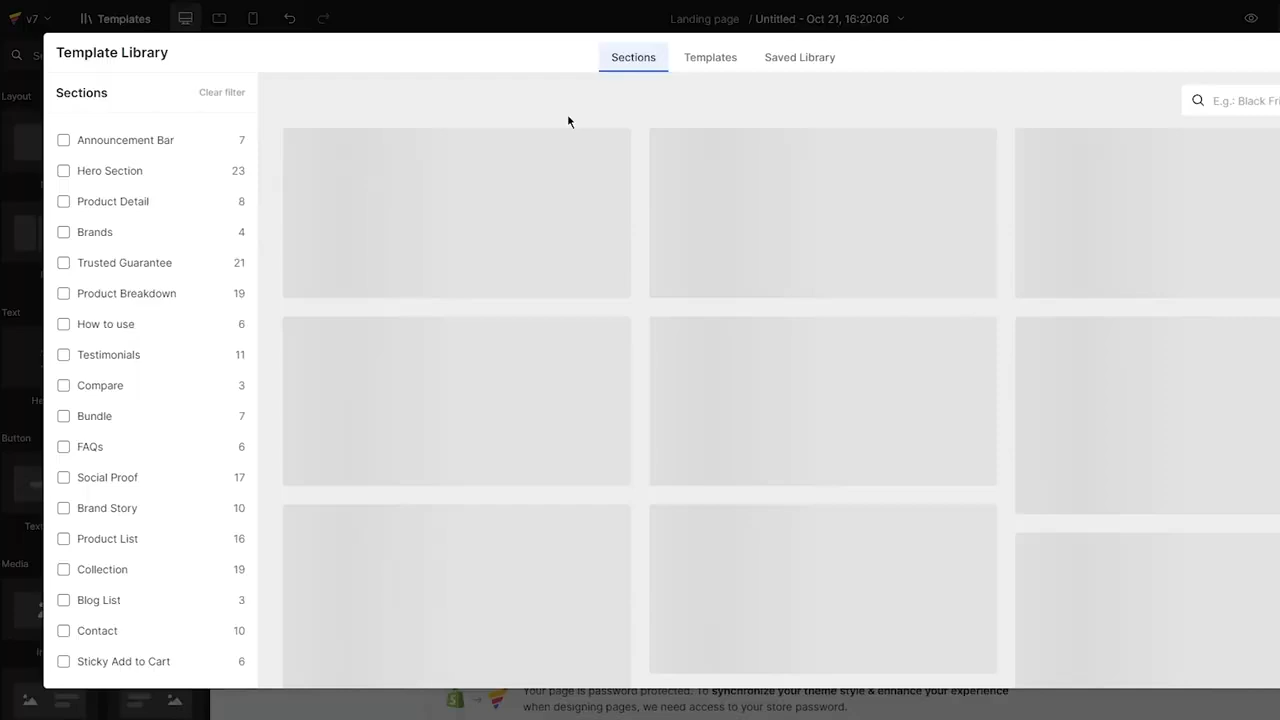 v7
Templates
Landing page / Untitled - Oct 21, 16:20:06
Template Library
Sections
Templates
Saved Library
Sections
Clear filter
E.g.: Black Fri
Announcement Bar 7
Hero Section 23
Product Detail 8
Brands 4
Trusted Guarantee 21
Product Breakdown 19
How to use 6
Testimonials 11
Compare 3
Bundle 7
FAQs 6
Social Proof 17
Brand Story 10
Product List 16
Collection 19
Blog List 3
Contact 10
Sticky Add to Cart 6
Layout
Text
He
Button
Text
Media
Your page is password protected. To synchronize your theme style & enhance your experience
when designing pages, we need access to your store password.